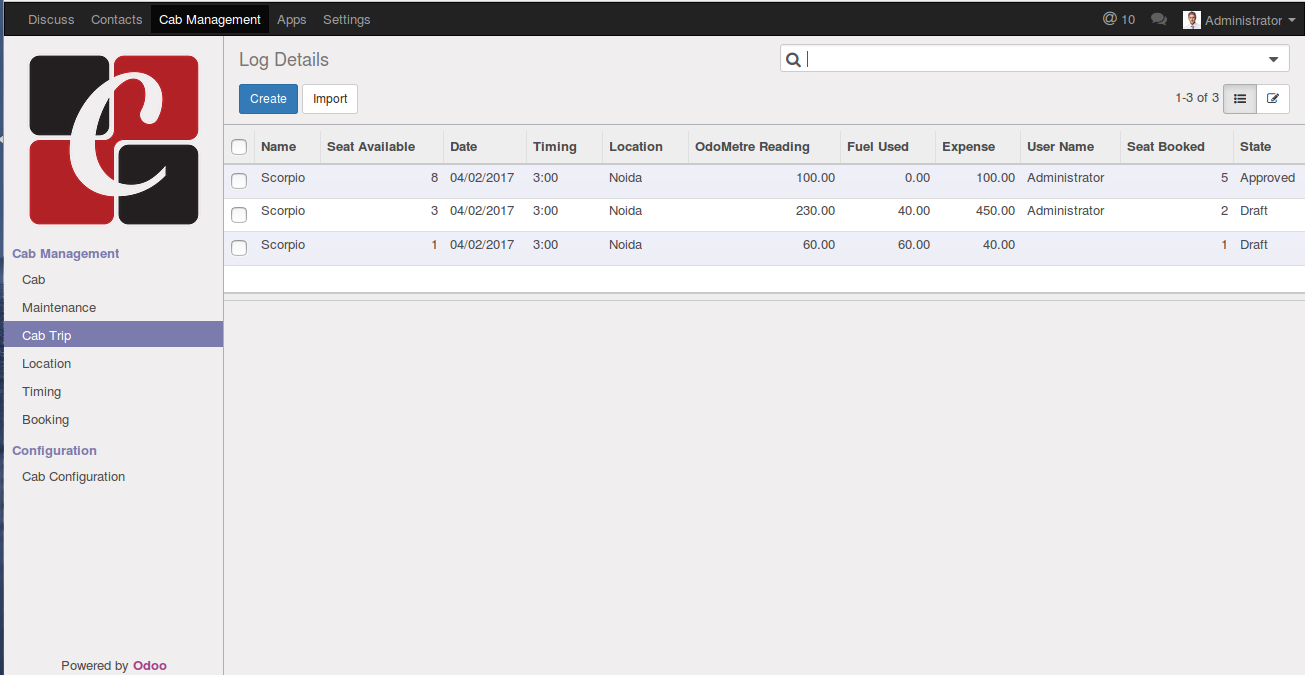 Discuss Contacts Cab Management Apps Settings @ 10 Administrator
Log Details
Create Import 1-3 of 3
Name Seat Available Date Timing Location OdoMetre Reading Fuel Used Expense User Name Seat Booked State
Scorpio 8 04/02/2017 3:00 Noida 100.00 0.00 100.00 Administrator 5 Approved
Scorpio 3 04/02/2017 3:00 Noida 230.00 40.00 450.00 Administrator 2 Draft
Scorpio 1 04/02/2017 3:00 Noida 60.00 60.00 40.00 1 Draft
C
Cab Management
Cab
Maintenance
Cab Trip
Location
Timing
Booking
Configuration
Cab Configuration
Powered by Odoo